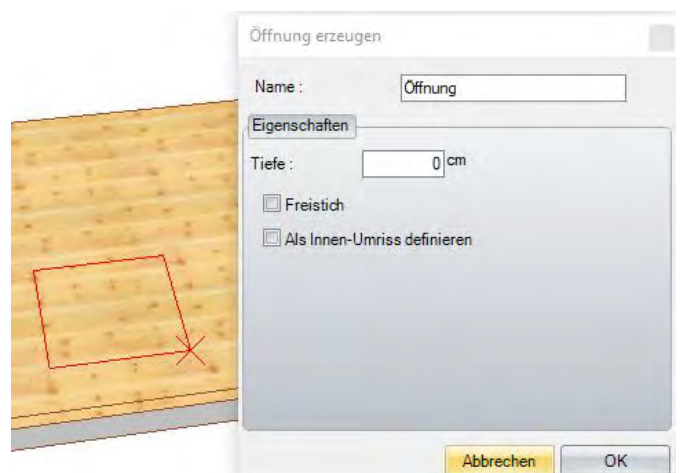 Öffnung erzeugen
Name : Öffnung
Eigenschaften
Tiefe : 0 cm
Freistich
Als Innen-Umriss definieren
Abbrechen OK